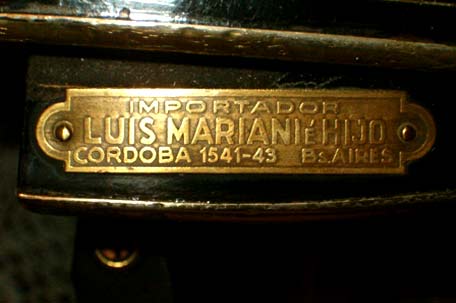 IMPORTADOR
LUIS MARIANI É HIJO
CORDOBA 1541-43 Bs AIRES